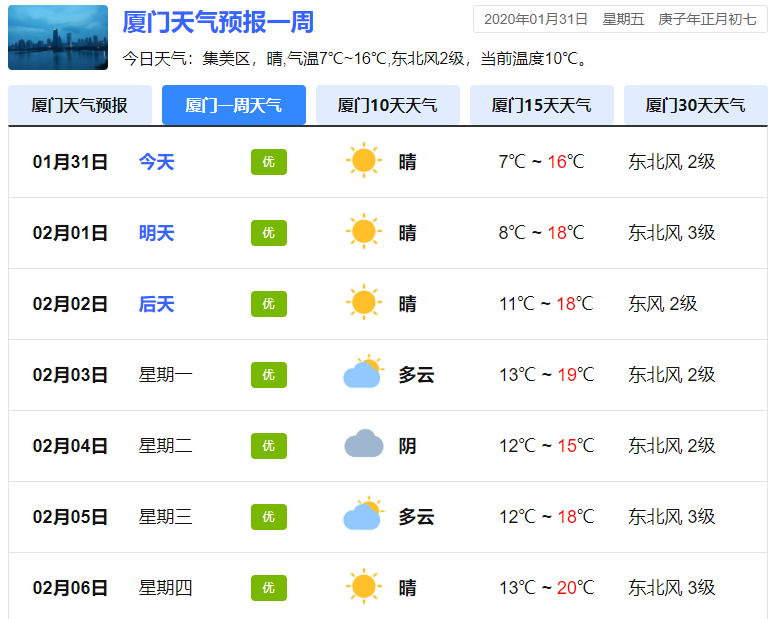 厦门天气预报一周
2020年01月31日 星期五 庚子年正月初七
今日天气：集美区，晴,气温7℃~16℃,东北风2级，当前温度10℃。
厦门天气预报 厦门一周天气 厦门10天天气 厦门15天天气 厦门30天天气
01月31日 今天 优 晴 7℃ ~ 16℃ 东北风 2级
02月01日 明天 优 晴 8℃ ~ 18℃ 东北风 3级
02月02日 后天 优 晴 11℃ ~ 18℃ 东风 2级
02月03日 星期一 优 多云 13℃ ~ 19℃ 东北风 2级
02月04日 星期二 优 阴 12℃ ~ 15℃ 东北风 2级
02月05日 星期三 优 多云 12℃ ~ 18℃ 东北风 3级
02月06日 星期四 优 晴 13℃ ~ 20℃ 东北风 3级